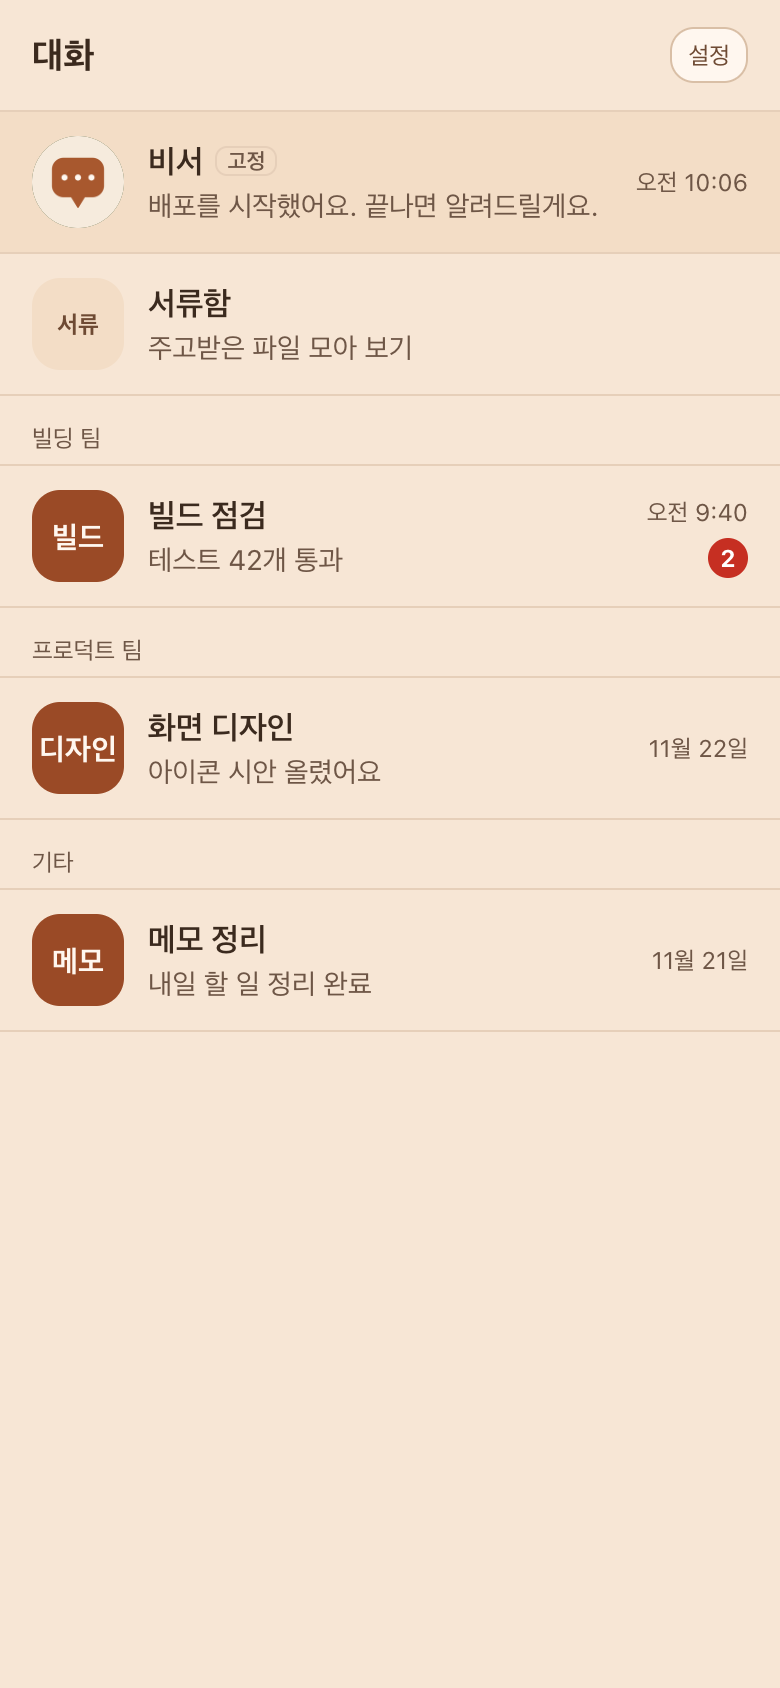 대화
설정
비서 고정
배포를 시작했어요. 끝나면 알려드릴게요.
오전 10:06
서류
서류함
주고받은 파일 모아 보기
빌딩 팀
빌드
빌드 점검
테스트 42개 통과
오전 9:40
2
프로덕트 팀
디자인
화면 디자인
아이콘 시안 올렸어요
11월 22일
기타
메모
메모 정리
내일 할 일 정리 완료
11월 21일